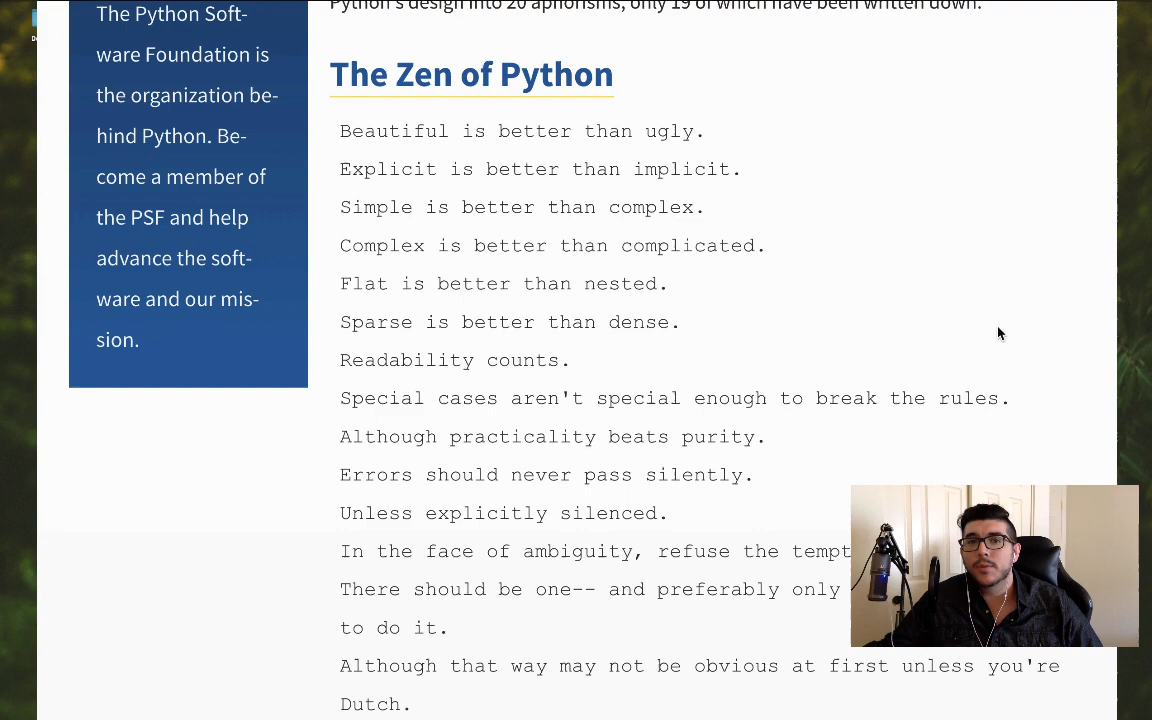 The Python Soft-
ware Foundation is
the organization be-
hind Python. Be-
come a member of
the PSF and help
advance the soft-
ware and our mis-
sion.
Python's design into 20 aphorisms, only 19 of which have been written down.
The Zen of Python
Beautiful is better than ugly.
Explicit is better than implicit.
Simple is better than complex.
Complex is better than complicated.
Flat is better than nested.
Sparse is better than dense.
Readability counts.
Special cases aren't special enough to break the rules.
Although practicality beats purity.
Errors should never pass silently.
Unless explicitly silenced.
In the face of ambiguity, refuse the tempt
There should be one-- and preferably only
to do it.
Although that way may not be obvious at first unless you're
Dutch.